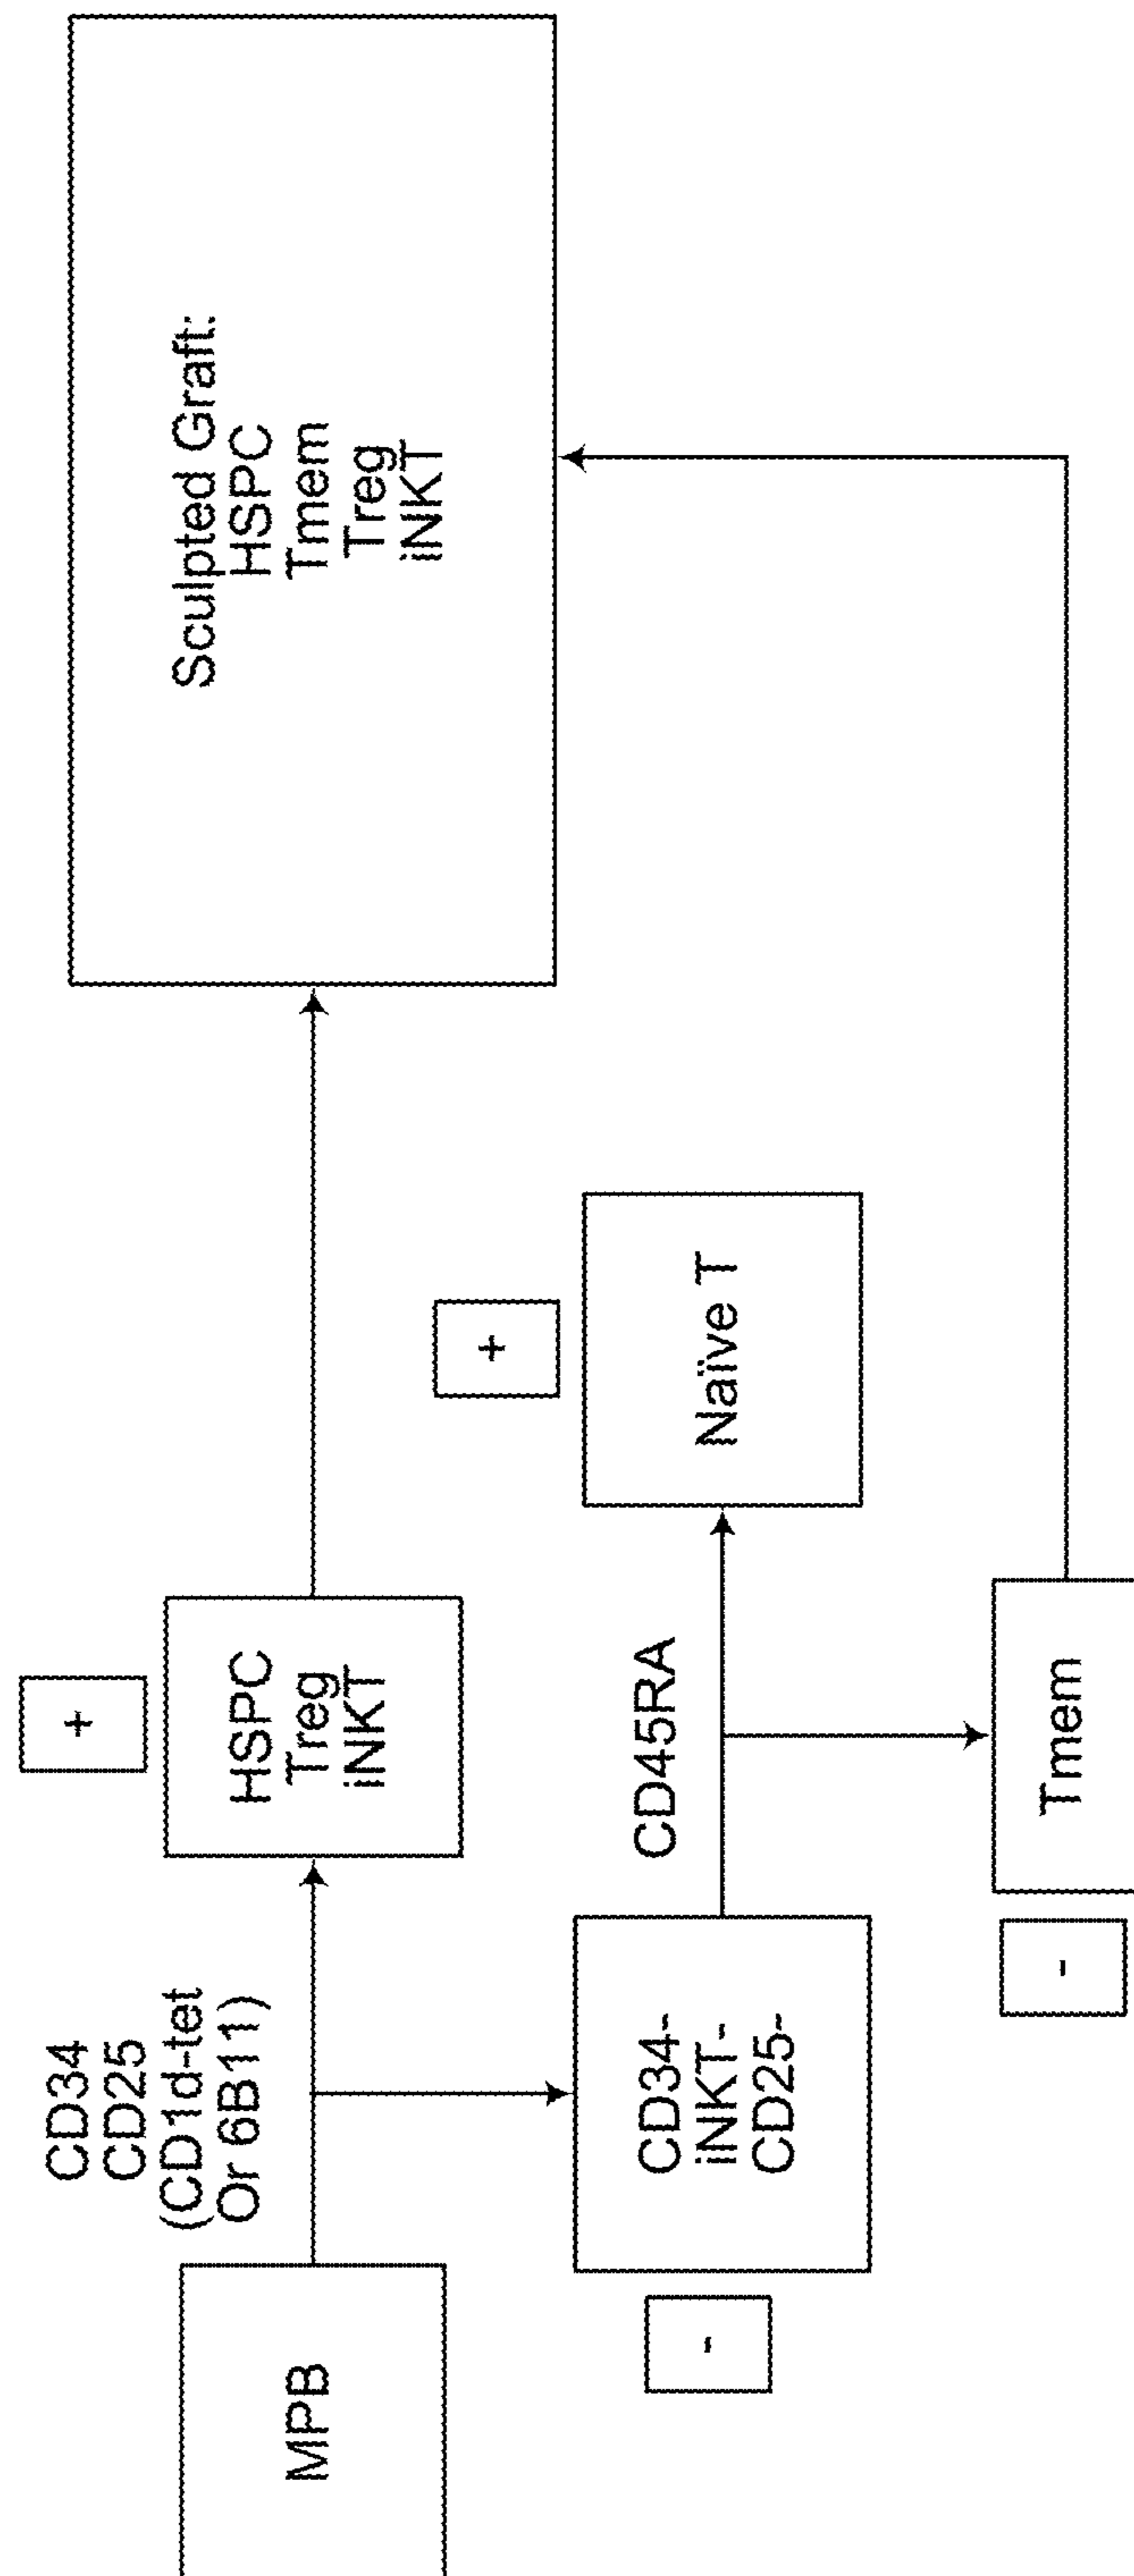 MPB
CD34
CD25
(CD1d-tet
Or 6B11)
+
HSPC
Treg
iNKT
Sculpted Graft:
HSPC
Tmem
Treg
iNKT
-
CD34-
iNKT-
CD25-
CD45RA
+
Naïve T
-
Tmem